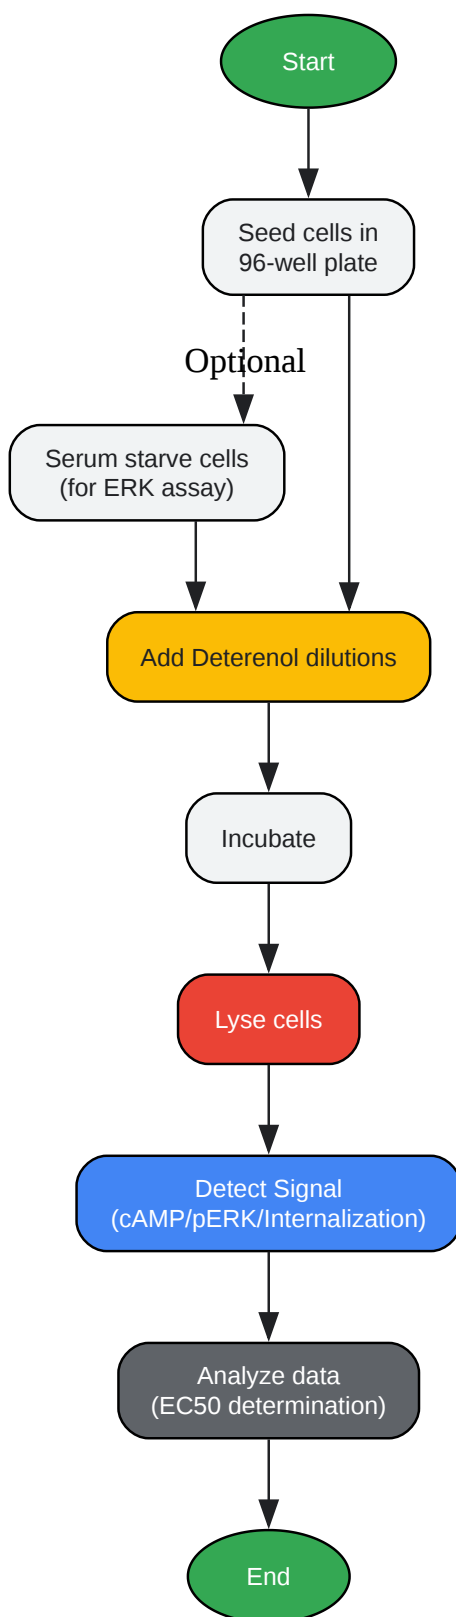 Start
Seed cells in
96-well plate
Optional
Serum starve cells
(for ERK assay)
Add Deterenol dilutions
Incubate
Lyse cells
Detect Signal
(cAMP/pERK/Internalization)
Analyze data
(EC50 determination)
End